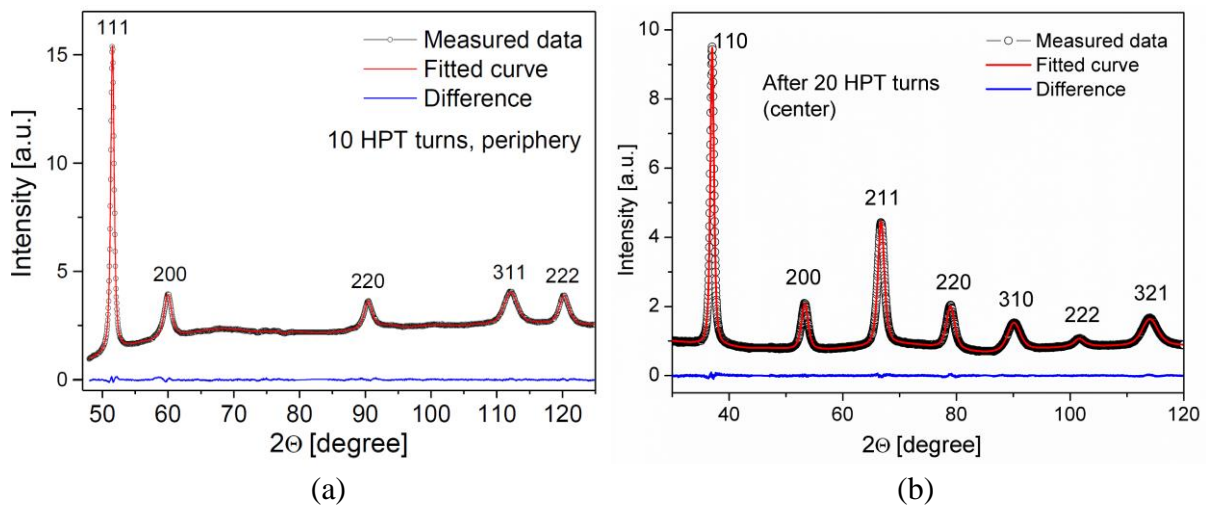 111
15
10
5
0
Intensity [a.u.]
Measured data
Fitted curve
Difference
10 HPT turns, periphery
200
220
311
222
50 60 70 80 90 100 110 120
2Θ [degree]
(a)
10
8
6
4
2
0
Intensity [a.u.]
110
Measured data
Fitted curve
Difference
After 20 HPT turns
(center)
200
211
220
310
222
321
40 60 80 100 120
2Θ [degree]
(b)